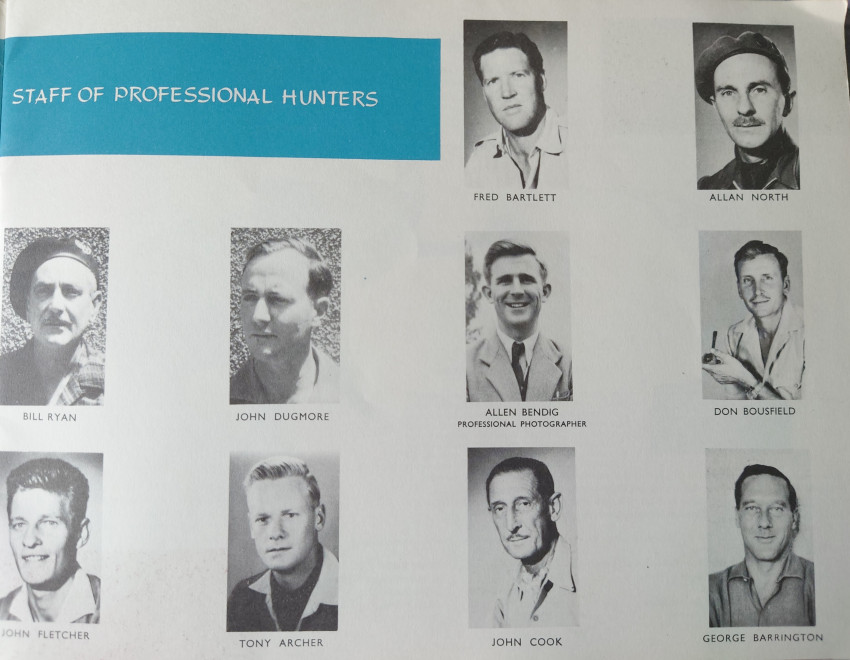 STAFF OF PROFESSIONAL HUNTERS
FRED BARTLETT
ALLAN NORTH
BILL RYAN
JOHN DUGMORE
ALLEN BENDIG
PROFESSIONAL PHOTOGRAPHER
DON BOUSFIELD
JOHN FLETCHER
TONY ARCHER
JOHN COOK
GEORGE BARRINGTON